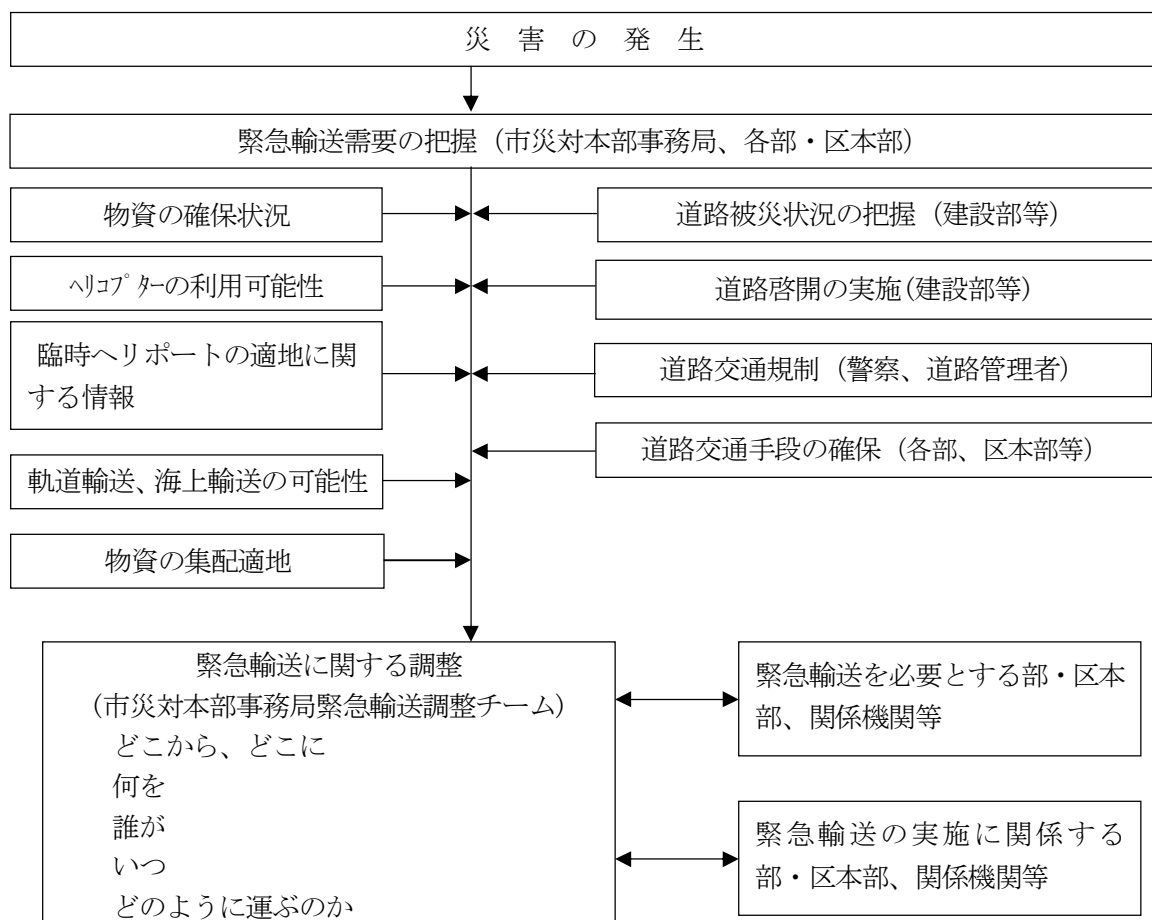 災　害　の　発　生
緊急輸送需要の把握（市災対本部事務局、各部・区本部）
物資の確保状況
道路被災状況の把握（建設部等）
ﾍﾘｺﾌﾟﾀｰの利用可能性
道路啓開の実施(建設部等)
臨時ヘリポートの適地に関
する情報
道路交通規制（警察、道路管理者）
道路交通手段の確保（各部、区本部等）
軌道輸送、海上輸送の可能性
物資の集配適地
緊急輸送に関する調整
（市災対本部事務局緊急輸送調整チーム）
どこから、どこに
何を
誰が
いつ
どのように運ぶのか
緊急輸送を必要とする部・区本
部、関係機関等
緊急輸送の実施に関係する
部・区本部、関係機関等